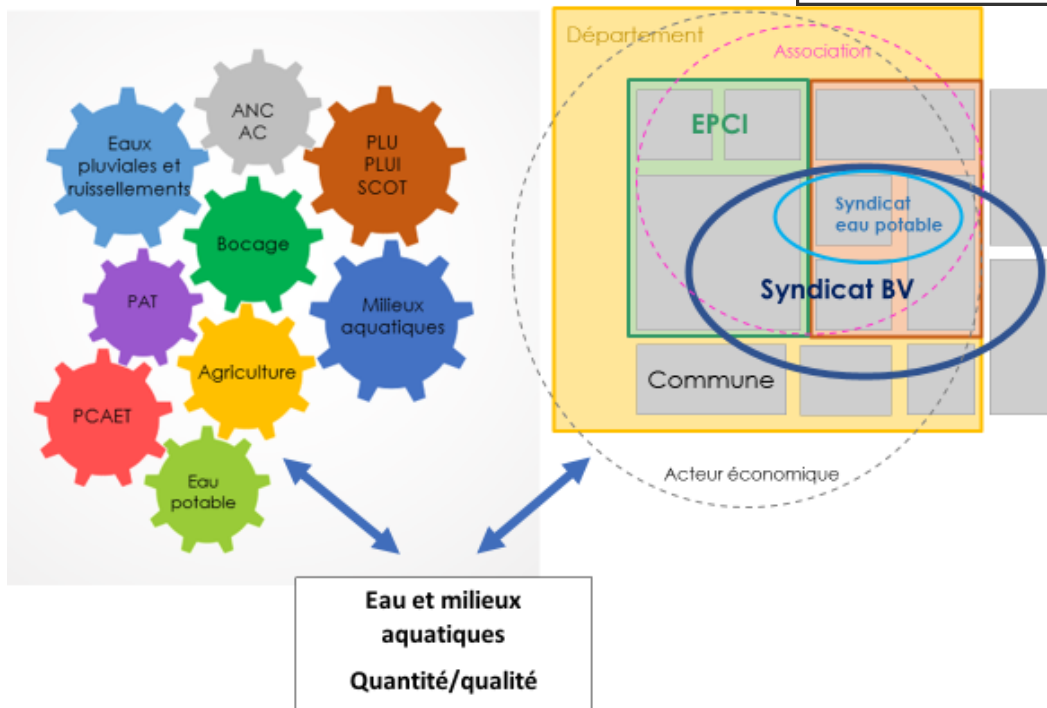 ANC
AC
Eaux
pluviales et
ruissellements
PLU
PLUI
SCOT
Bocage
PAT
Milieux
aquatiques
Agriculture
PCAET
Eau
potable
Département
Association
EPCI
Syndicat
eau potable
Syndicat BV
Commune
Acteur économique
Eau et milieux
aquatiques
Quantité/qualité